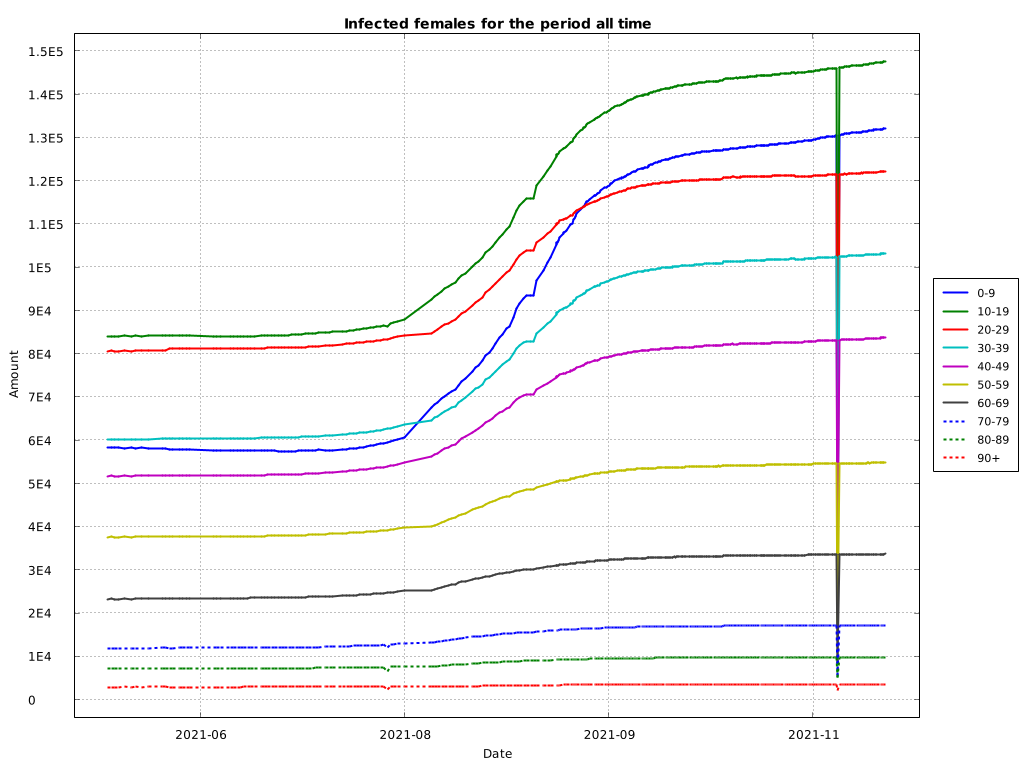 Infected females for the period all time
1.5E5
1.4E5
1.3E5
1.2E5
1.1E5
1E5
9E4
8E4
7E4
6E4
5E4
4E4
3E4
2E4
1E4
0
Amount
2021-06
2021-08
2021-09
2021-11
Date
0-9
10-19
20-29
30-39
40-49
50-59
60-69
70-79
80-89
90+